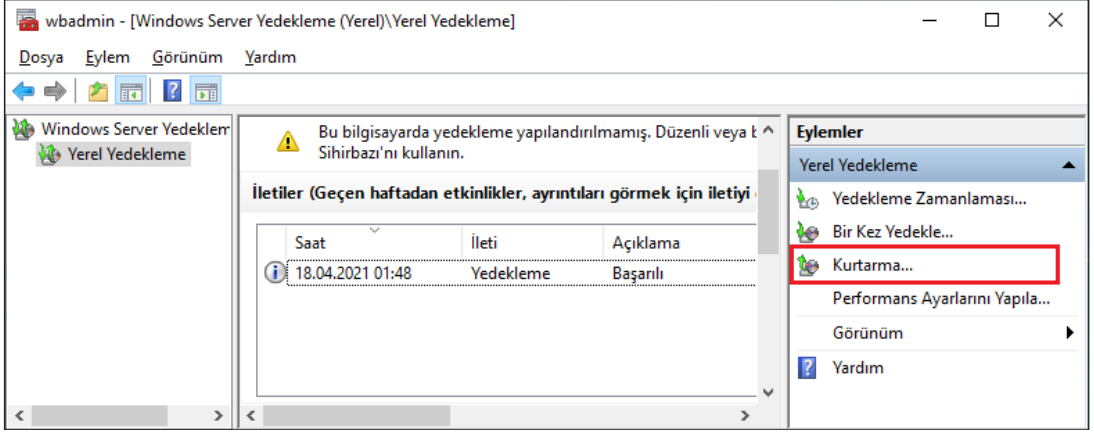 wbadmin - [Windows Server Yedekleme (Yerel)\Yerel Yedekleme]
Dosya Eylem Görünüm Yardım
Windows Server Yedeklem
Yerel Yedekleme
Bu bilgisayarda yedekleme yapılandırılmamış. Düzenli veya
Sihirbazı'nı kullanın.
İletiler (Geçen haftadan etkinlikler, ayrıntıları görmek için iletiyi
Saat İleti Açıklama
18.04.2021 01:48 Yedekleme Başarılı
Eylemler
Yerel Yedekleme
Yedekleme Zamanlaması...
Bir Kez Yedekle...
Kurtarma...
Performans Ayarlarını Yapıla...
Görünüm
Yardım